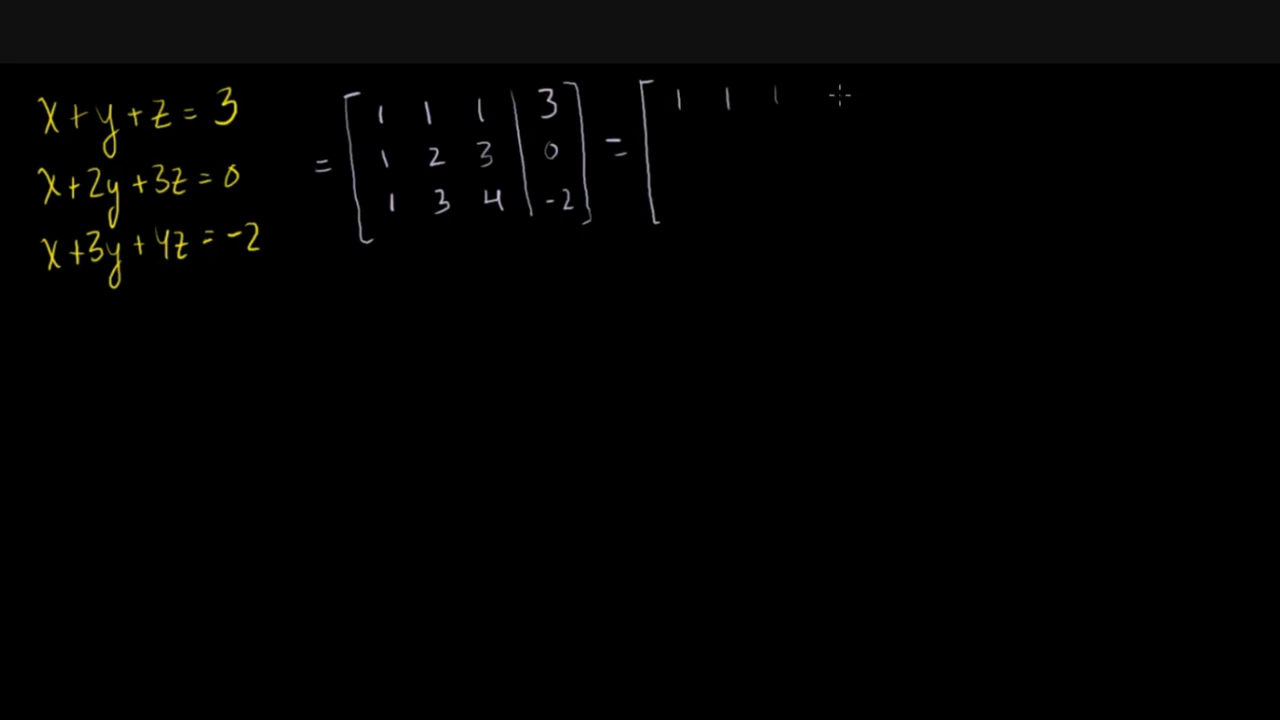 x+y+z=3
x+2y+3z=0
x+3y+4z=-2
= [ 1 1 1 | 3 ] = [ 1 1 1
1 2 3 | 0
1 3 4 | -2